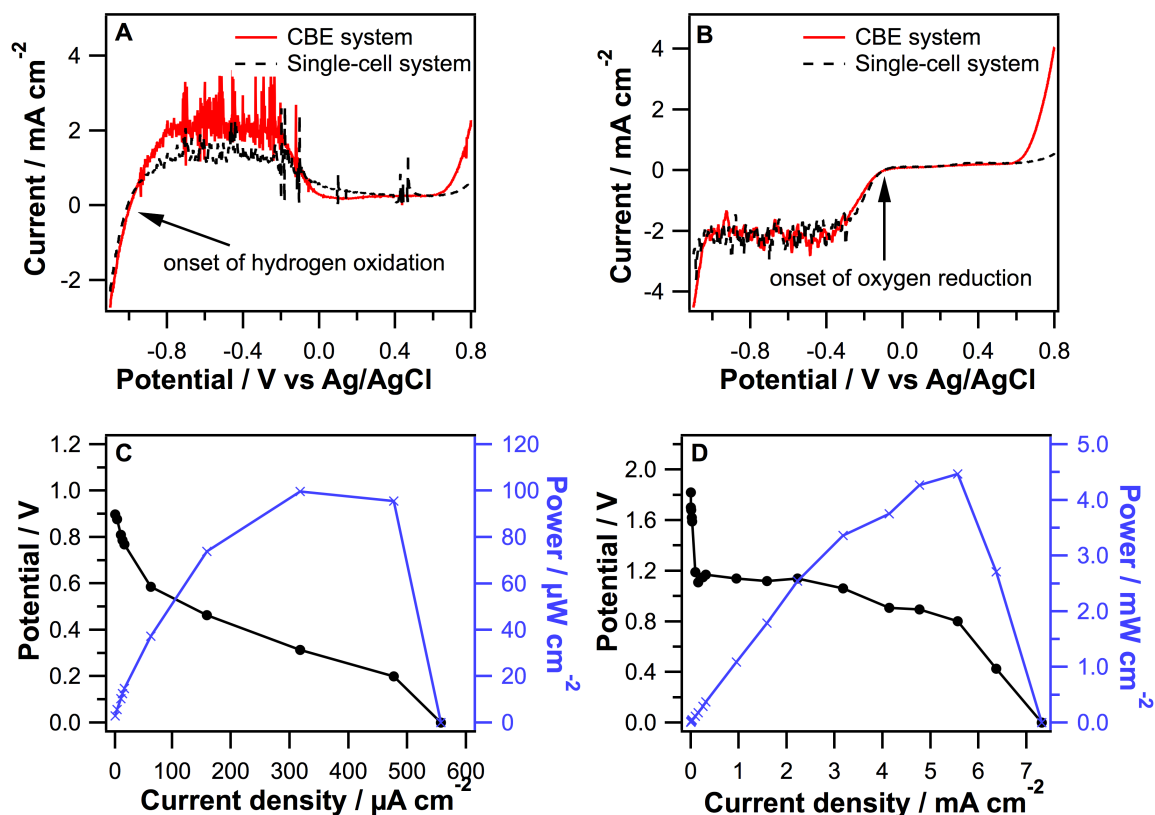 A
CBE system
Single-cell system
4
2
0
-2
Current / mA cm-2
onset of hydrogen oxidation
-0.8 -0.4 0.0 0.4 0.8
Potential / V vs Ag/AgCl
B
CBE system
Single-cell system
4
2
0
-2
-4
Current / mA cm-2
onset of oxygen reduction
-0.8 -0.4 0.0 0.4 0.8
Potential / V vs Ag/AgCl
C
1.2
1.0
0.8
0.6
0.4
0.2
0.0
Potential / V
120
100
80
60
40
20
0
Power / µW cm-2
0 100 200 300 400 500 600
Current density / µA cm-2
D
2.0
1.6
1.2
0.8
0.4
0.0
Potential / V
5.0
4.0
3.0
2.0
1.0
0.0
Power / mW cm-2
0 1 2 3 4 5 6 7
Current density / mA cm-2